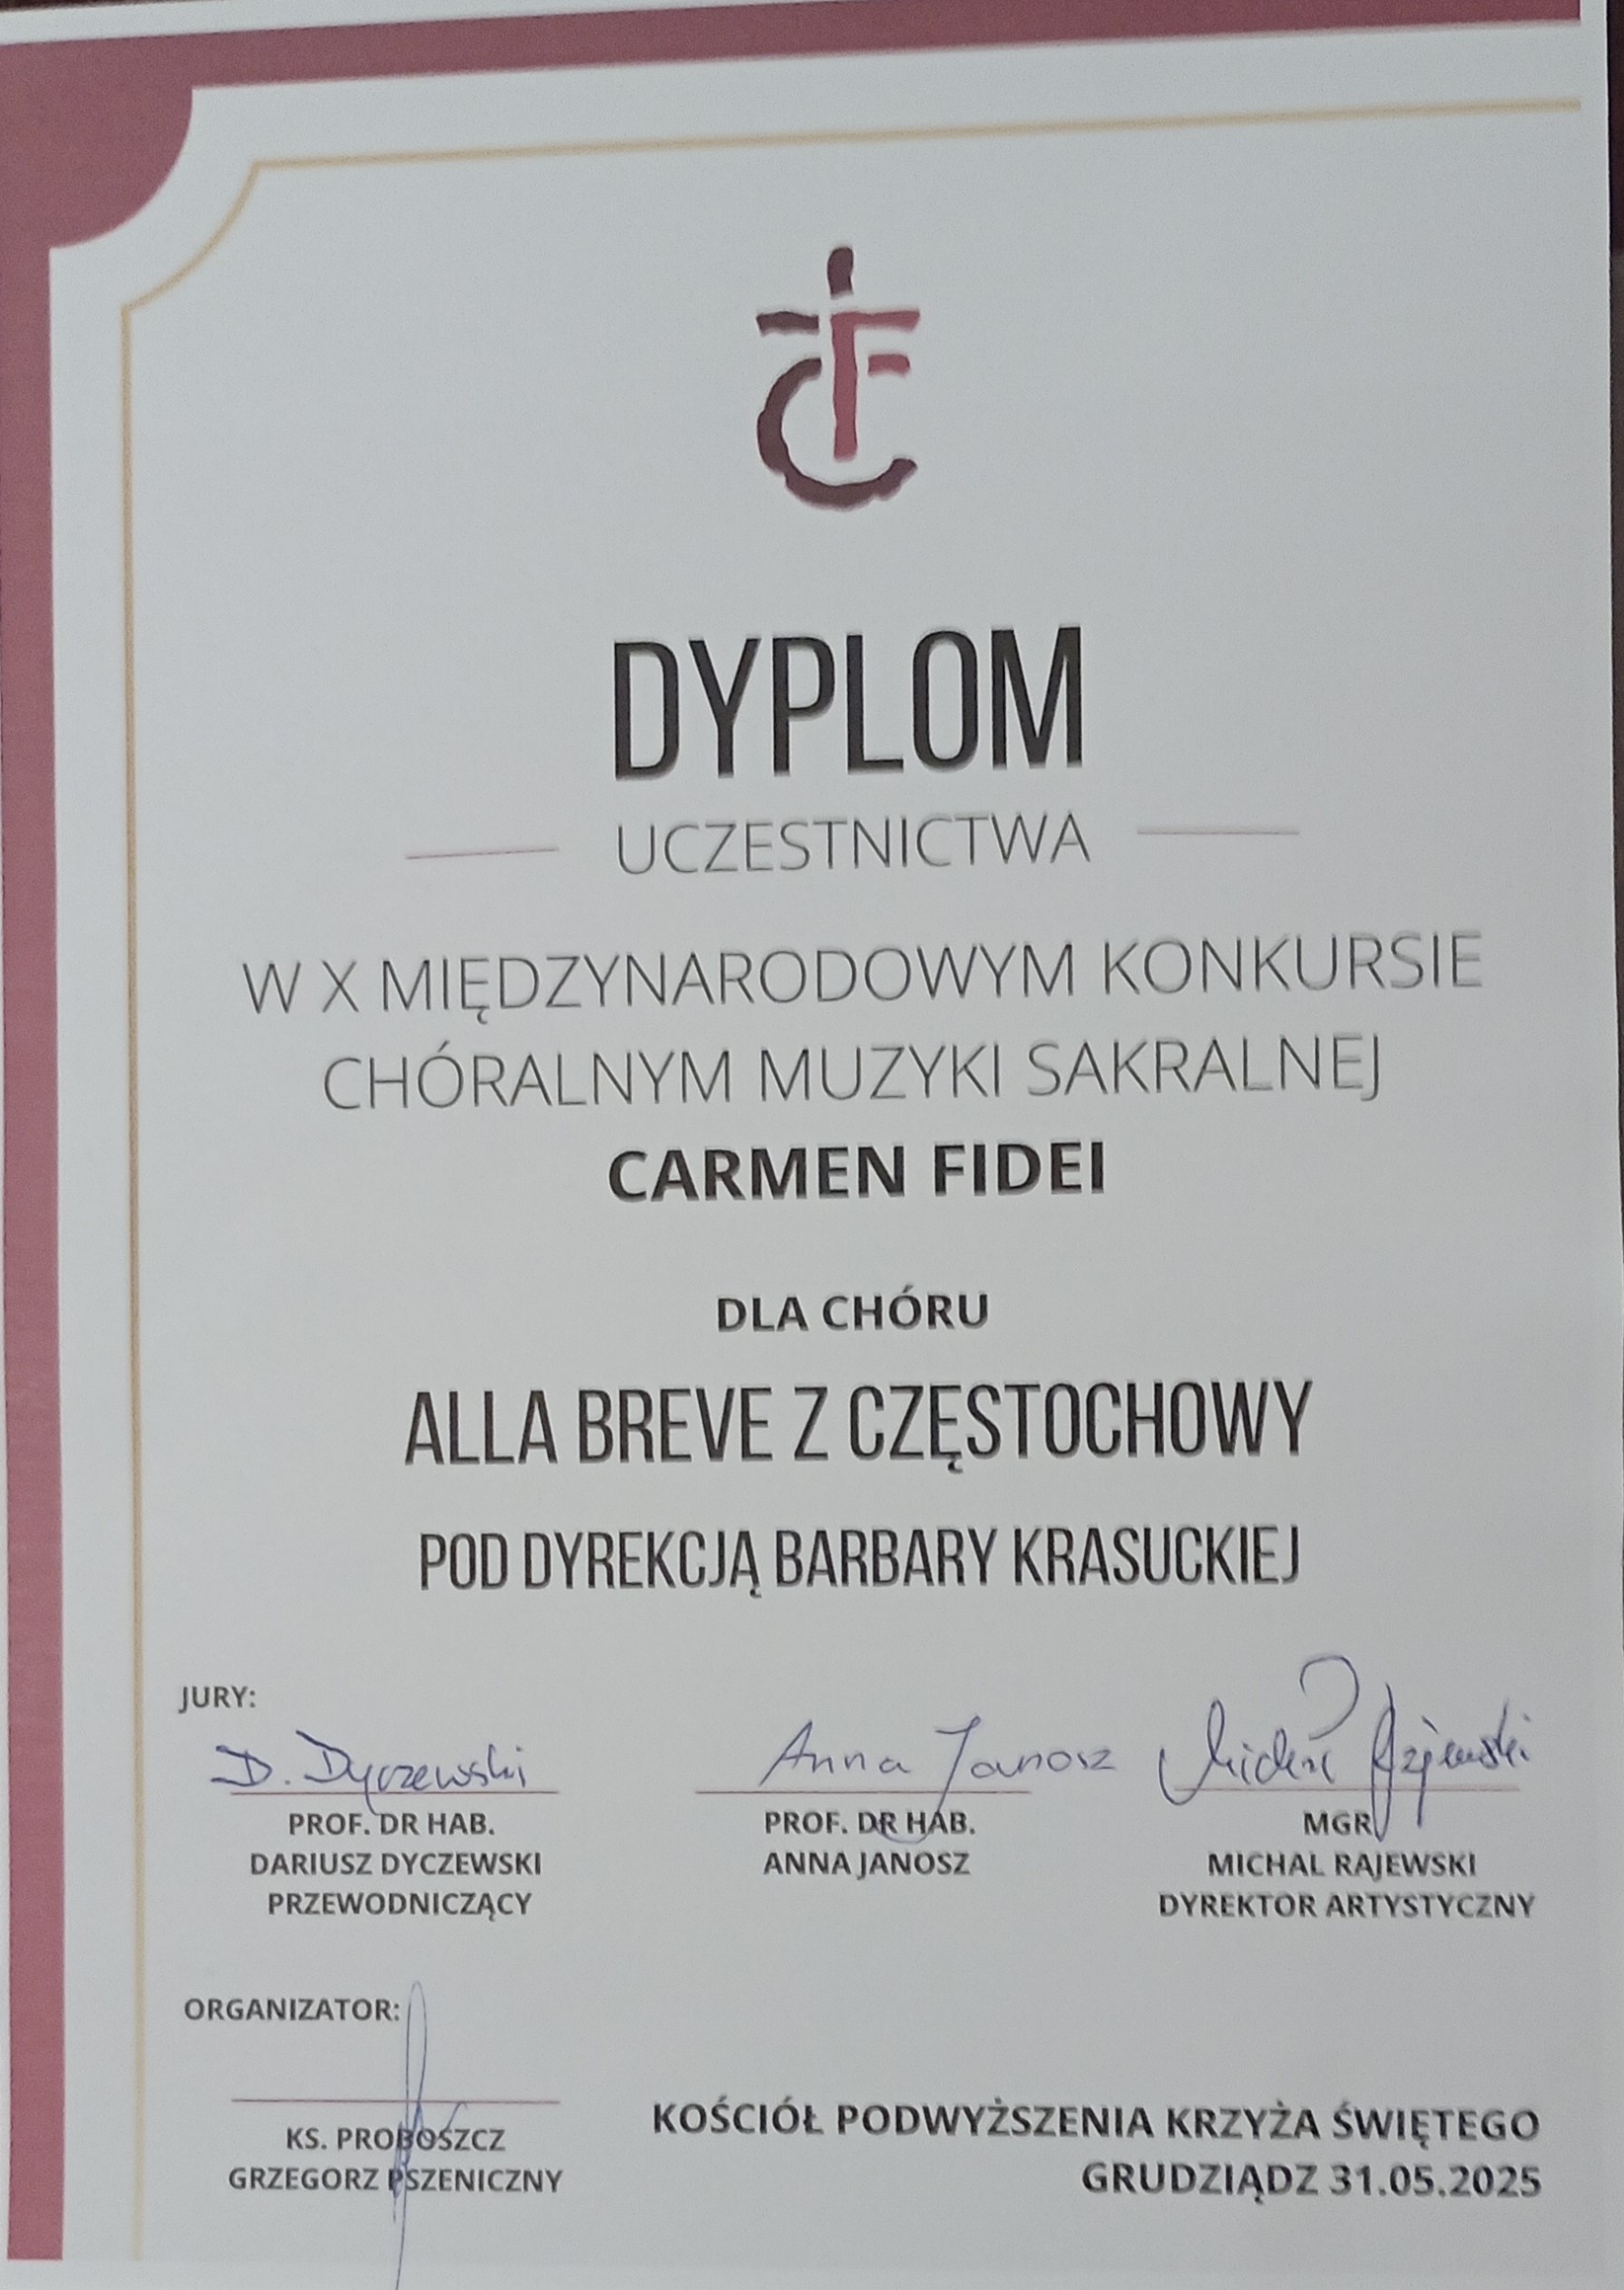 DYPLOM
UCZESTNICTWA
W X MIĘDZYNARODOWYM KONKURSIE
CHÓRALNYM MUZYKI SAKRALNEJ
CARMEN FIDEI
DLA CHÓRU
ALLA BREVE Z CZĘSTOCHOWY
POD DYREKCJĄ BARBARY KRASUCKIEJ
JURY:
D. Dyczewski
PROF. DR HAB.
DARIUSZ DYCZEWSKI
PRZEWODNICZĄCY
Anna Janosz
PROF. DR HAB.
ANNA JANOSZ
Michał Rajewski
MGR
MICHAL RAJEWSKI
DYREKTOR ARTYSTYCZNY
ORGANIZATOR:
KS. PROBOSZCZ
GRZEGORZ PSZENICZNY
KOŚCIÓŁ PODWYŻSZENIA KRZYŻA ŚWIĘTEGO
GRUDZIĄDZ 31.05.2025